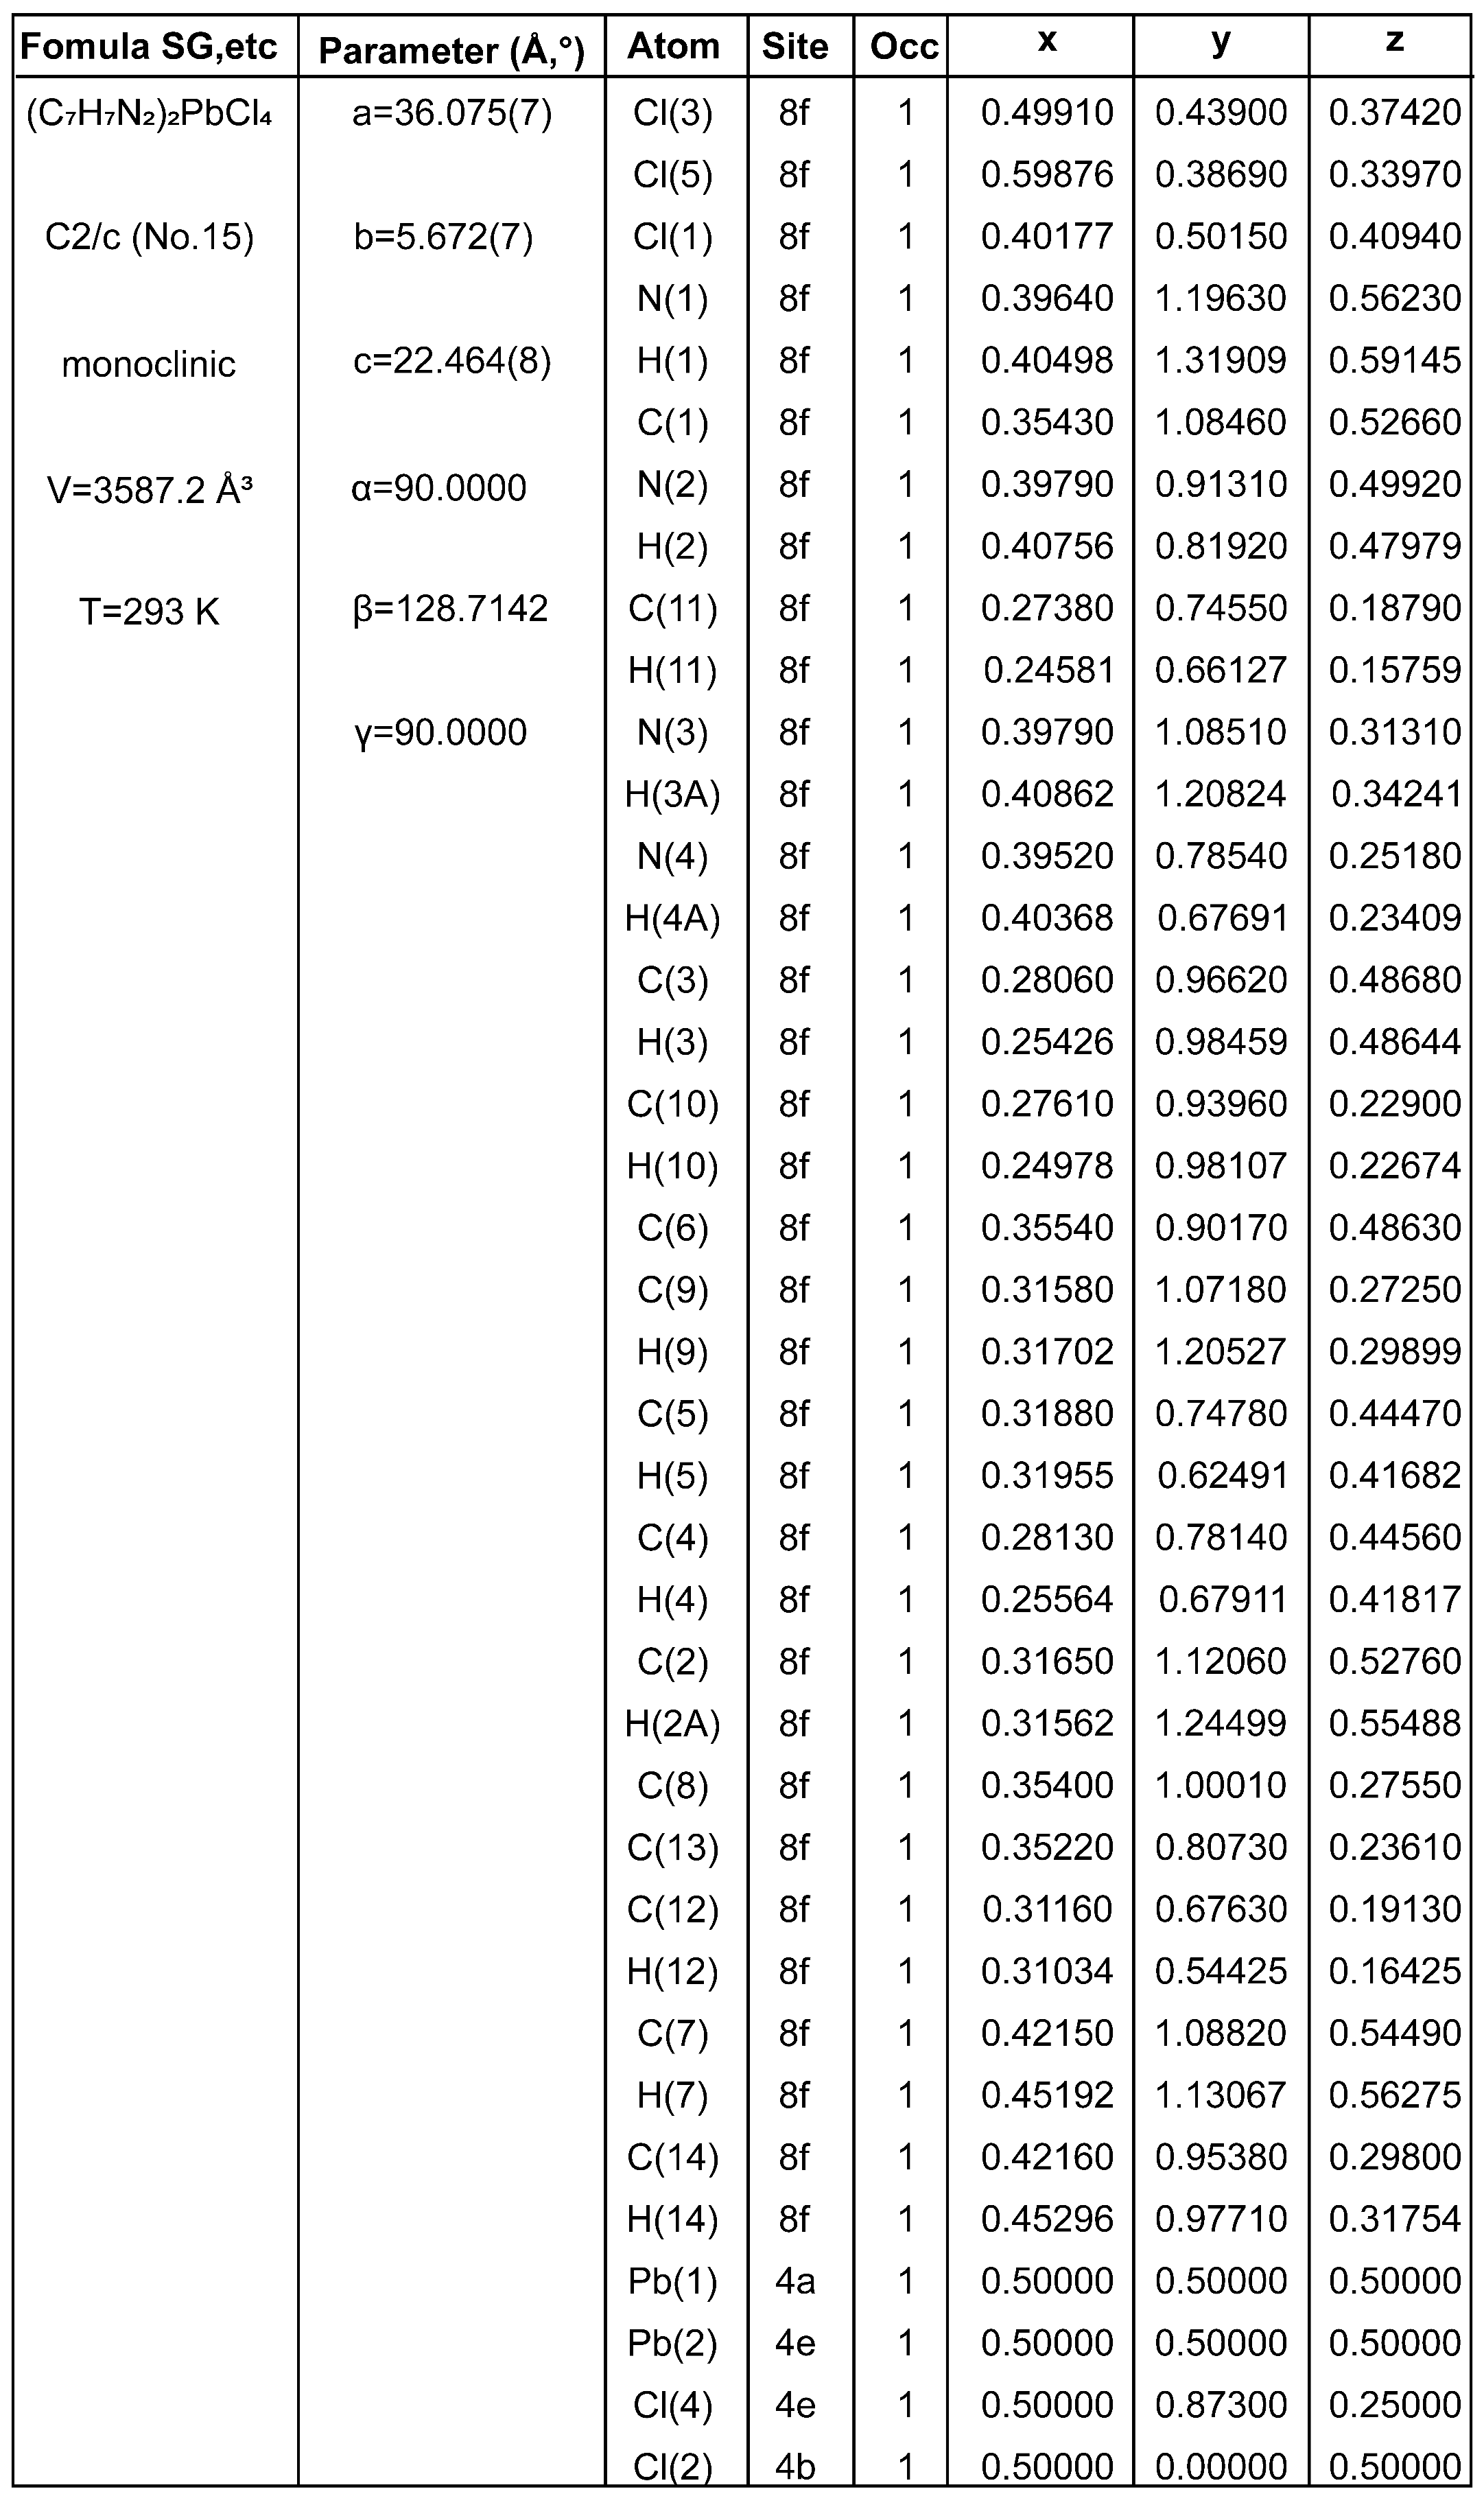 Fomula SG,etc Parameter (Å,°) Atom Site Occ x y z
(C₇H₇N₂)₂PbCl₄ a=36.075(7) Cl(3) 8f 1 0.49910 0.43900 0.37420
Cl(5) 8f 1 0.59876 0.38690 0.33970
C2/c (No.15) b=5.672(7) Cl(1) 8f 1 0.40177 0.50150 0.40940
N(1) 8f 1 0.39640 1.19630 0.56230
monoclinic c=22.464(8) H(1) 8f 1 0.40498 1.31909 0.59145
C(1) 8f 1 0.35430 1.08460 0.52660
V=3587.2 Å³ α=90.0000 N(2) 8f 1 0.39790 0.91310 0.49920
H(2) 8f 1 0.40756 0.81920 0.47979
T=293 K β=128.7142 C(11) 8f 1 0.27380 0.74550 0.18790
H(11) 8f 1 0.24581 0.66127 0.15759
γ=90.0000 N(3) 8f 1 0.39790 1.08510 0.31310
H(3A) 8f 1 0.40862 1.20824 0.34241
N(4) 8f 1 0.39520 0.78540 0.25180
H(4A) 8f 1 0.40368 0.67691 0.23409
C(3) 8f 1 0.28060 0.96620 0.48680
H(3) 8f 1 0.25426 0.98459 0.48644
C(10) 8f 1 0.27610 0.93960 0.22900
H(10) 8f 1 0.24978 0.98107 0.22674
C(6) 8f 1 0.35540 0.90170 0.48630
C(9) 8f 1 0.31580 1.07180 0.27250
H(9) 8f 1 0.31702 1.20527 0.29899
C(5) 8f 1 0.31880 0.74780 0.44470
H(5) 8f 1 0.31955 0.62491 0.41682
C(4) 8f 1 0.28130 0.78140 0.44560
H(4) 8f 1 0.25564 0.67911 0.41817
C(2) 8f 1 0.31650 1.12060 0.52760
H(2A) 8f 1 0.31562 1.24499 0.55488
C(8) 8f 1 0.35400 1.00010 0.27550
C(13) 8f 1 0.35220 0.80730 0.23610
C(12) 8f 1 0.31160 0.67630 0.19130
H(12) 8f 1 0.31034 0.54425 0.16425
C(7) 8f 1 0.42150 1.08820 0.54490
H(7) 8f 1 0.45192 1.13067 0.56275
C(14) 8f 1 0.42160 0.95380 0.29800
H(14) 8f 1 0.45296 0.97710 0.31754
Pb(1) 4a 1 0.50000 0.50000 0.50000
Pb(2) 4e 1 0.50000 0.50000 0.50000
Cl(4) 4e 1 0.50000 0.87300 0.25000
Cl(2) 4b 1 0.50000 0.00000 0.50000